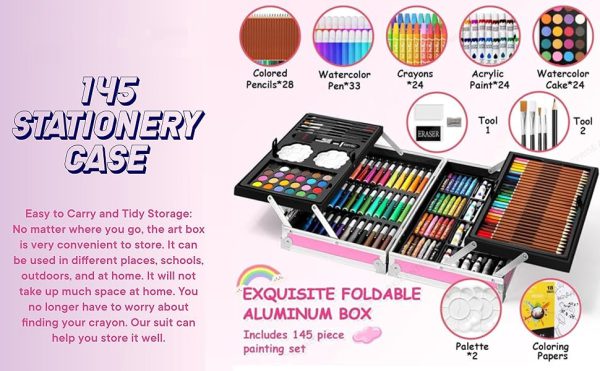 145
STATIONERY
CASE
Easy to Carry and Tidy Storage:
No matter where you go, the art box
is very convenient to store. It can
be used in different places, schools,
outdoors, and at home. It will not
take up much space at home. You
no longer have to worry about
finding your crayon. Our suit can
help you store it well.
Colored
Pencils*28
Watercolor
Pen*33
Crayons
*24
Acrylic
Paint*24
Watercolor
Cake*24
ERASER
Tool
1
Tool
2
EXQUISITE FOLDABLE
ALUMINUM BOX
Includes 145 piece
painting set
Palette
*2
Coloring
Papers